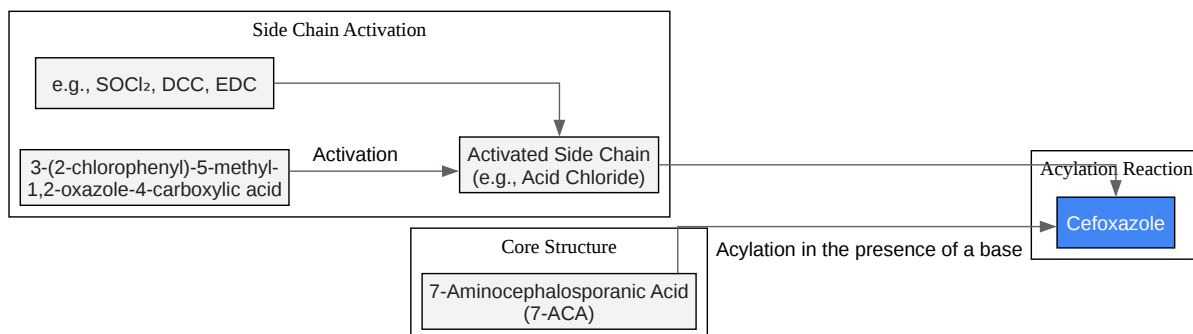 Side Chain Activation
e.g., SOCl₂, DCC, EDC
3-(2-chlorophenyl)-5-methyl-
1,2-oxazole-4-carboxylic acid
Activation
Activated Side Chain
(e.g., Acid Chloride)
Acylation Reaction
Cefoxazole
Core Structure
Acylation in the presence of a base
7-Aminocephalosporanic Acid
(7-ACA)